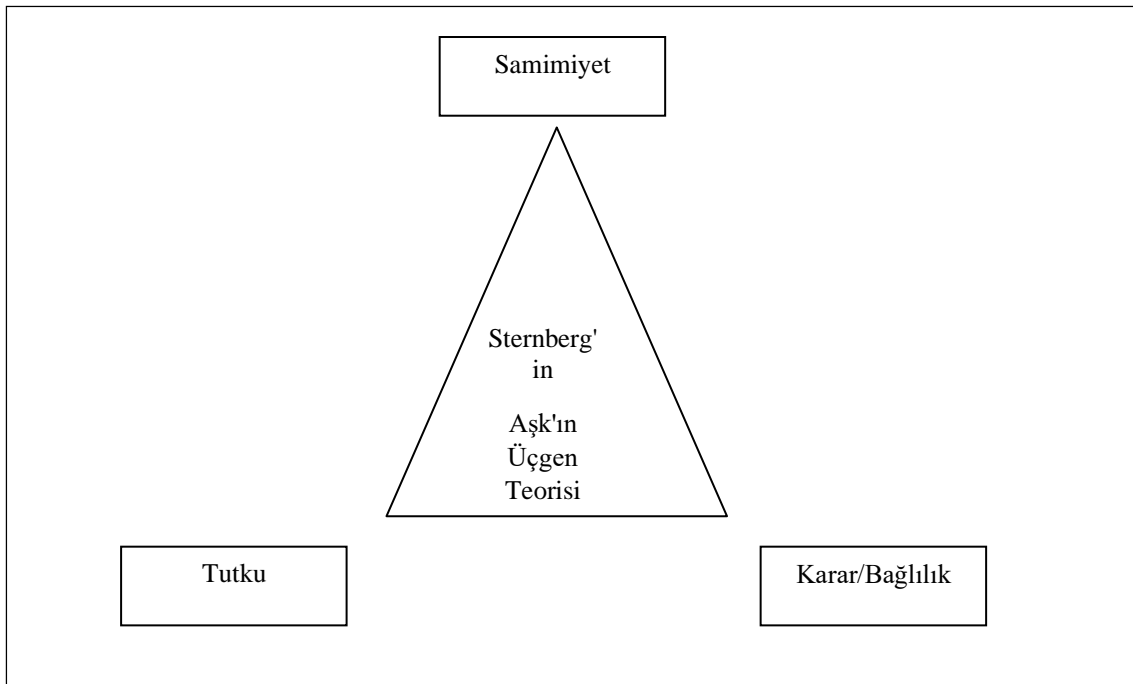 Samimiyet
Sternberg'
in
Aşk'ın
Üçgen
Teorisi
Tutku
Karar/Bağlılık